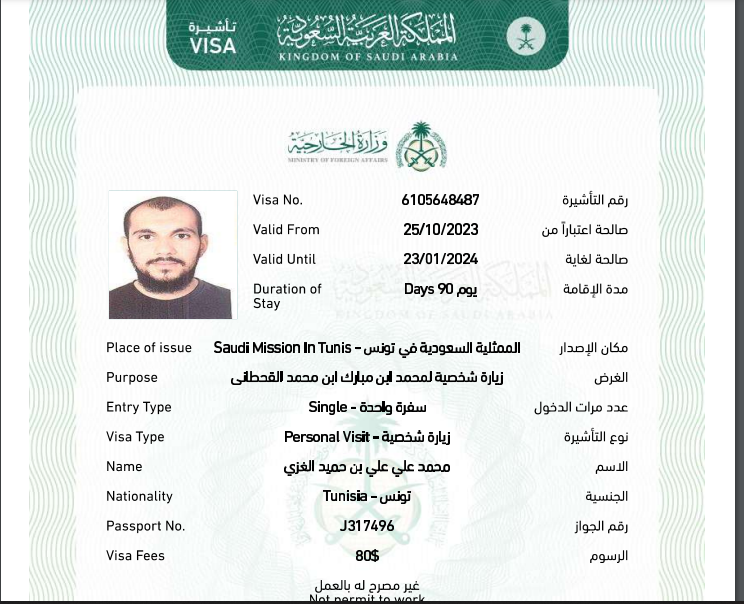 تأشيرة
VISA
المملكة العربية السعودية
KINGDOM OF SAUDI ARABIA
وزارة الخارجية
MINISTRY OF FOREIGN AFFAIRS
Visa No. 6105648487 رقم التأشيرة
Valid From 25/10/2023 صالحة اعتباراً من
Valid Until 23/01/2024 صالحة لغاية
Duration of Stay Days 90 يوم مدة الإقامة
Place of issue Saudi Mission In Tunis - الممثلية السعودية في تونس مكان الإصدار
Purpose زيارة شخصية لمحمد ابن مبارك ابن محمد القحطانى الغرض
Entry Type Single - سفرة واحدة عدد مرات الدخول
Visa Type Personal Visit - زيارة شخصية نوع التأشيرة
Name محمد علي علي بن حميد الغزي الاسم
Nationality Tunisia - تونس الجنسية
Passport No. J317496 رقم الجواز
Visa Fees 80$ الرسوم
غير مصرح له بالعمل
Not permit to work